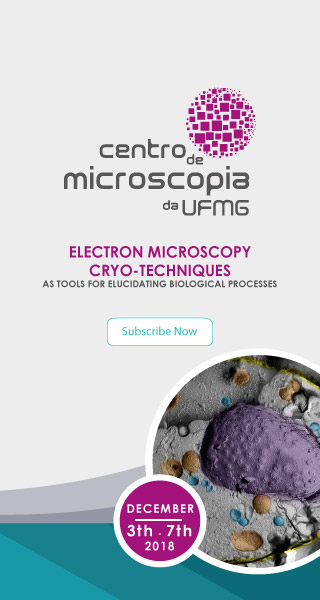 centro de
microscopia
da UFMG
ELECTRON MICROSCOPY
CRYO-TECHNIQUES
AS TOOLS FOR ELUCIDATING BIOLOGICAL PROCESSES
Subscribe Now
DECEMBER
3th - 7th
2018